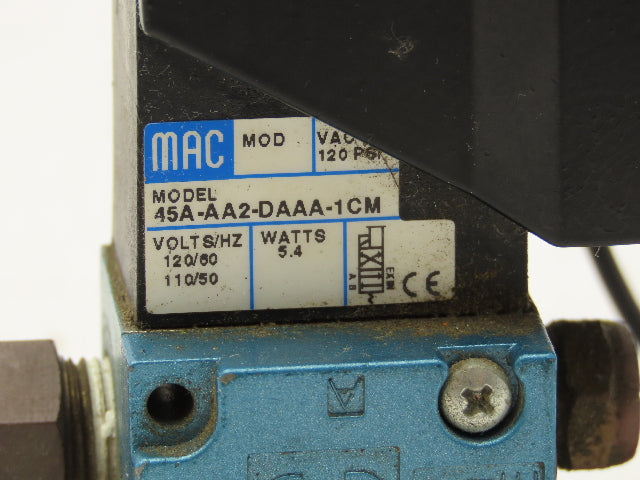 MAC
MOD
VAC
120 PSI
MODEL
45A-AA2-DAAA-1CM
VOLTS/HZ
120/60
110/50
WATTS
5.4
A B
CE